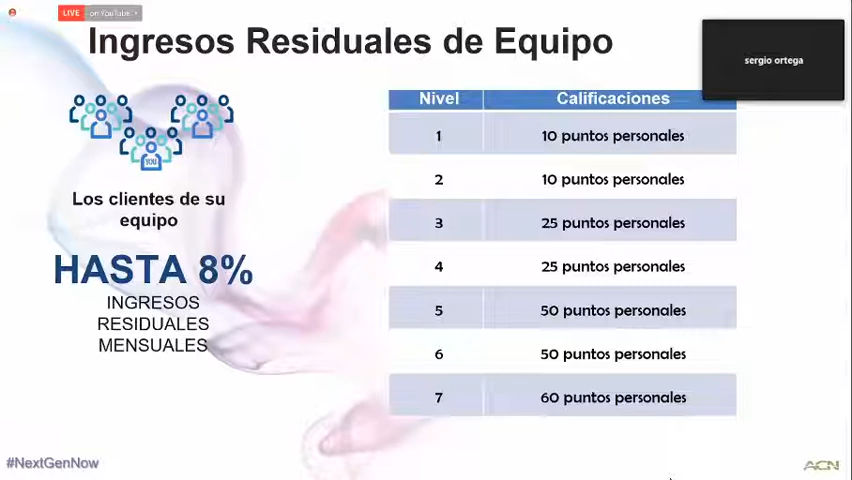 LIVE on YouTube
Ingresos Residuales de Equipo
sergio ortega
YOU
Los clientes de su
equipo
HASTA 8%
INGRESOS
RESIDUALES
MENSUALES
Nivel Calificaciones
1 10 puntos personales
2 10 puntos personales
3 25 puntos personales
4 25 puntos personales
5 50 puntos personales
6 50 puntos personales
7 60 puntos personales
#NextGenNow
ACN